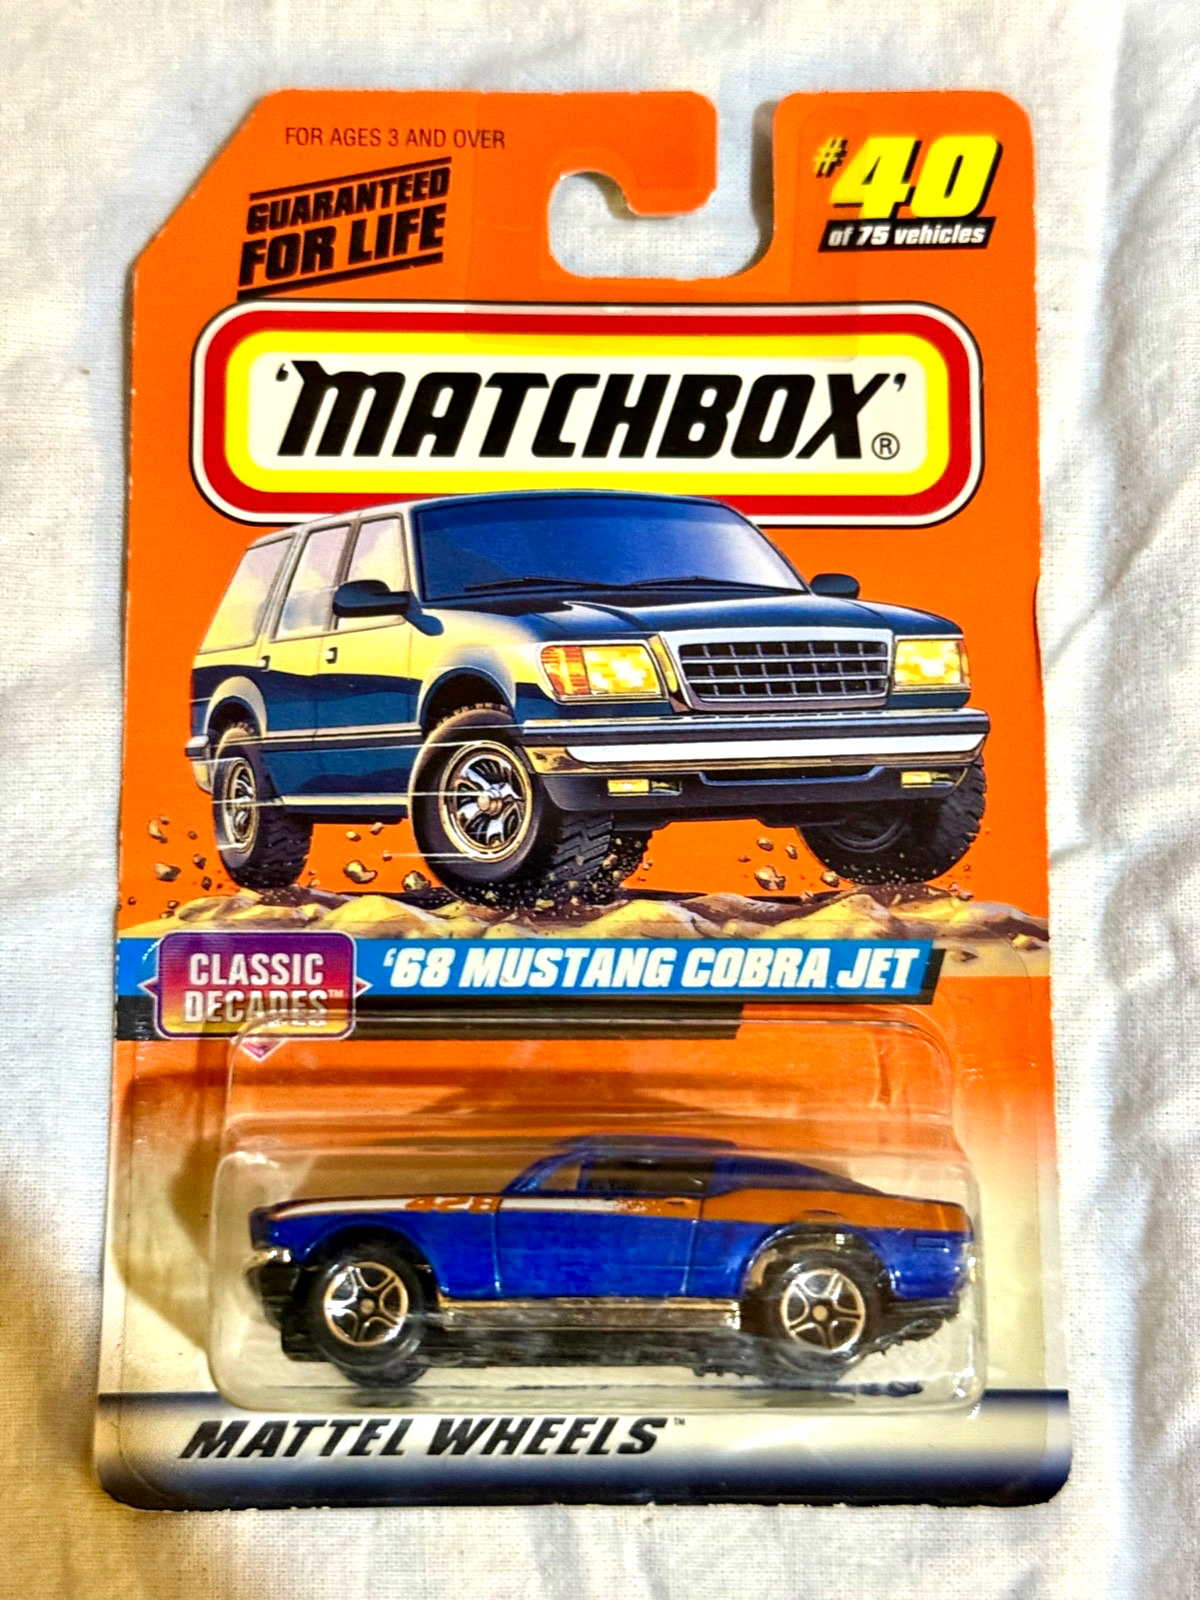 FOR AGES 3 AND OVER
GUARANTEED
FOR LIFE
#40
of 75 vehicles
'MATCHBOX'®
CLASSIC
DECADES™
'68 MUSTANG COBRA JET
428
MATTEL WHEELS™